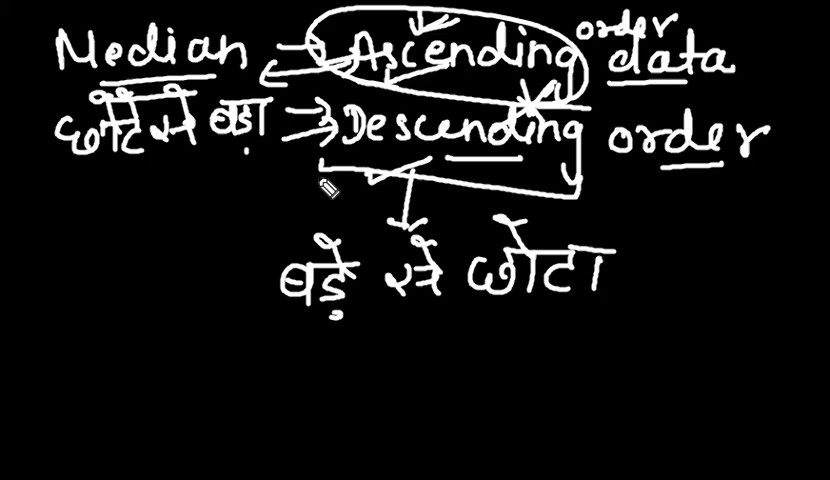 Median → Ascending order data
छोटे से बड़ा → Descending order
बड़े से छोटा